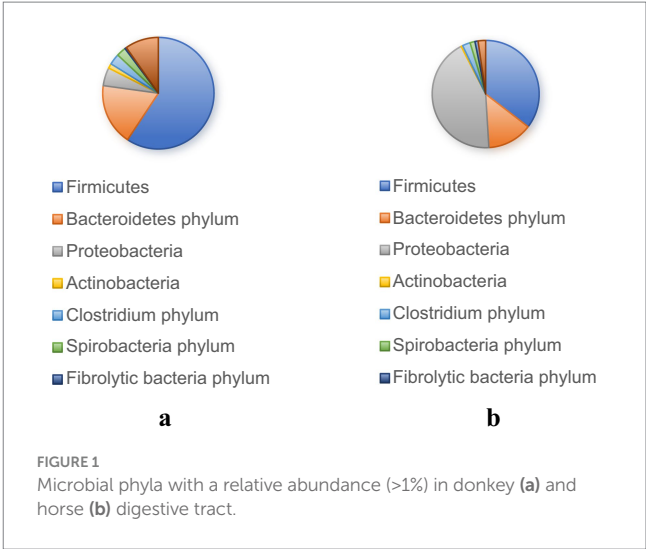 Firmicutes
Bacteroidetes phylum
Proteobacteria
Actinobacteria
Clostridium phylum
Spirobacteria phylum
Fibrolytic bacteria phylum
a
Firmicutes
Bacteroidetes phylum
Proteobacteria
Actinobacteria
Clostridium phylum
Spirobacteria phylum
Fibrolytic bacteria phylum
b
FIGURE 1
Microbial phyla with a relative abundance (>1%) in donkey (a) and
horse (b) digestive tract.